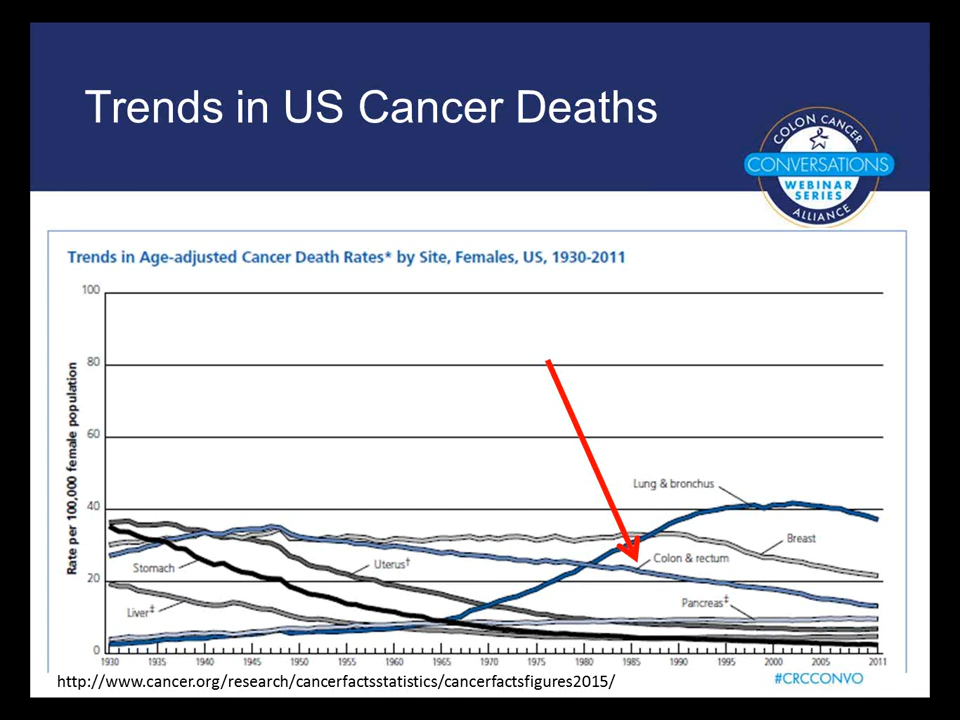 Trends in US Cancer Deaths
COLON CANCER
CONVERSATIONS
WEBINAR
SERIES
ALLIANCE
Trends in Age-adjusted Cancer Death Rates* by Site, Females, US, 1930-2011
Rate per 100,000 female population
100
80
60
40
20
0
Lung & bronchus
Breast
Colon & rectum
Stomach
Uterus†
Liver‡
Pancreas‡
1930 1935 1940 1945 1950 1955 1960 1965 1970 1975 1980 1985 1990 1995 2000 2005 2011
http://www.cancer.org/research/cancerfactsstatistics/cancerfactsfigures2015/
#CRCCONVO